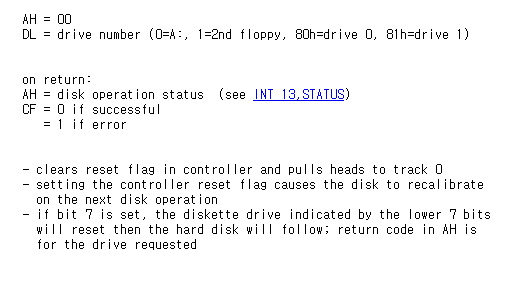 AH = 00
DL = drive number (0=A:, 1=2nd floppy, 80h=drive 0, 81h=drive 1)
on return:
AH = disk operation status (see INT 13,STATUS)
CF = 0 if successful
= 1 if error
- clears reset flag in controller and pulls heads to track 0
- setting the controller reset flag causes the disk to recalibrate
on the next disk operation
- if bit 7 is set, the diskette drive indicated by the lower 7 bits
will reset then the hard disk will follow; return code in AH is
for the drive requested